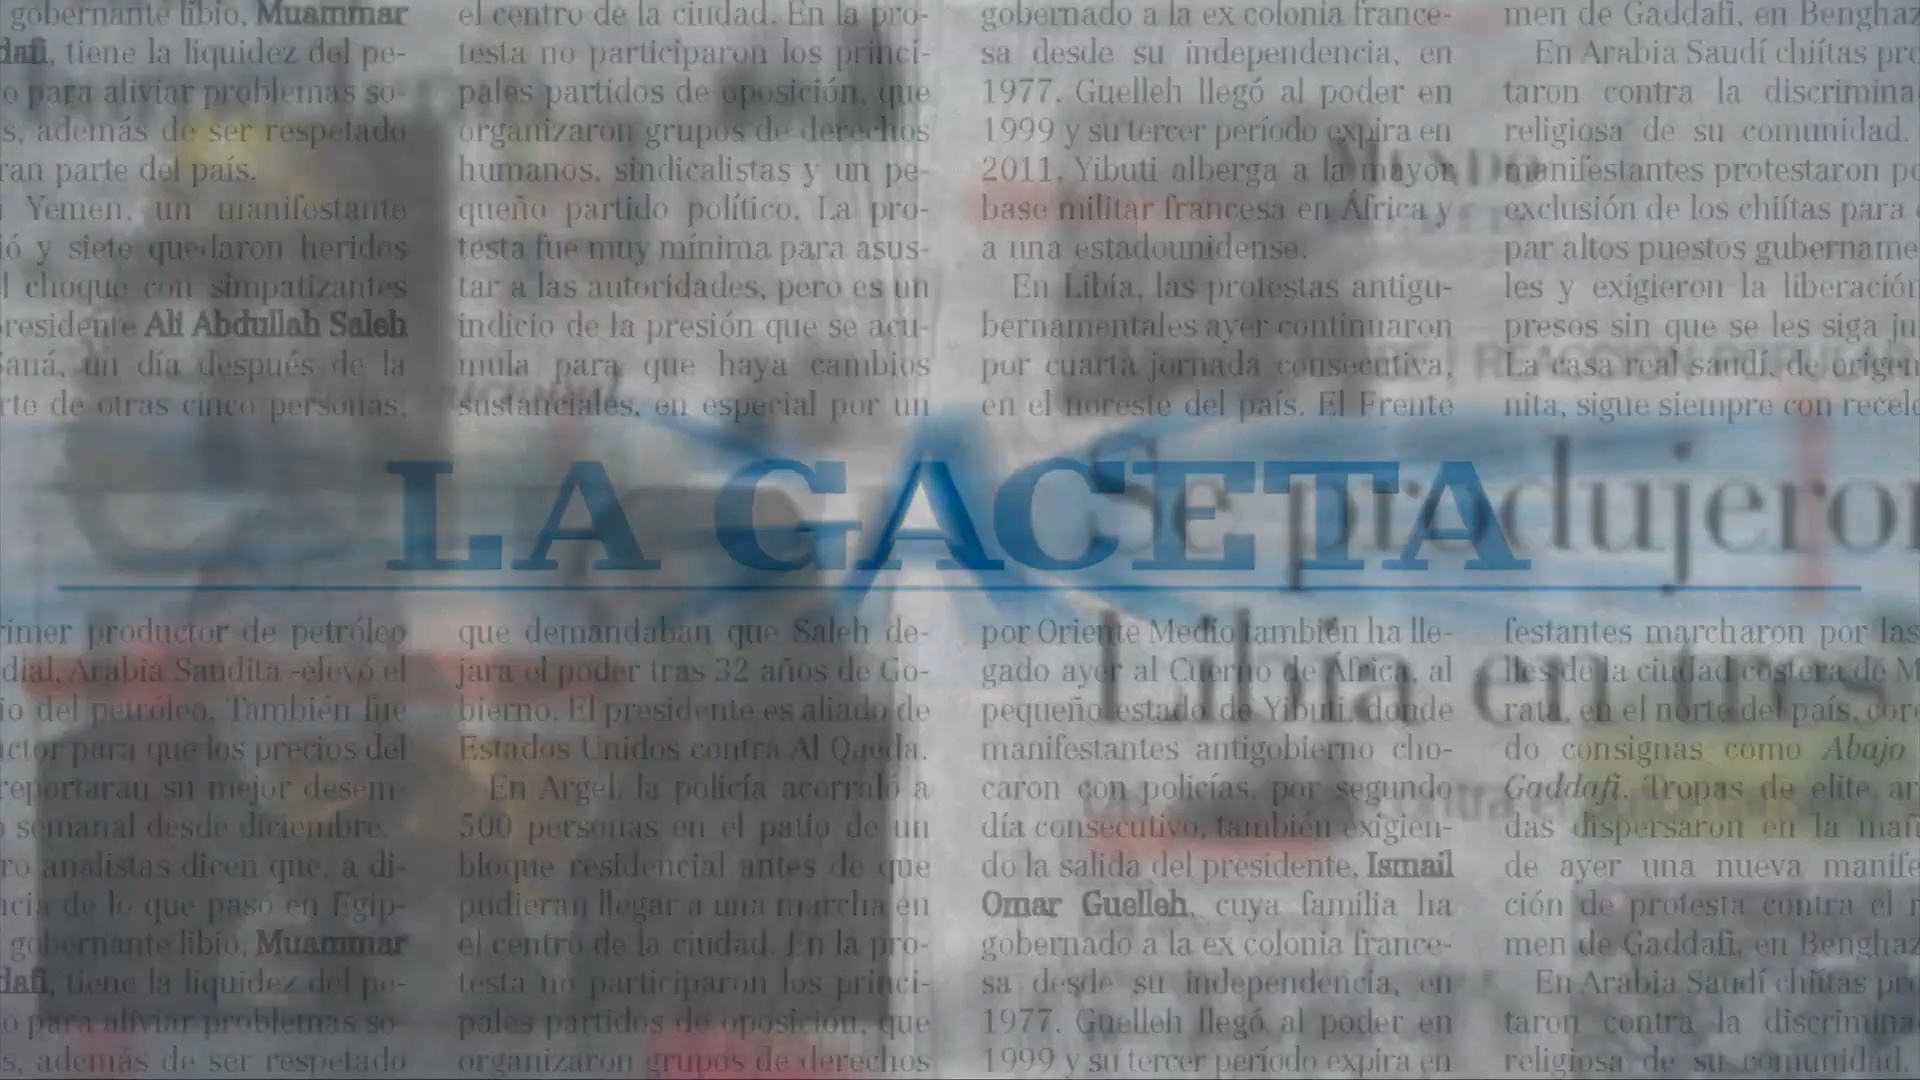 gobernante libio, Muammar
dafi, tiene la liquidez del pe-
o para aliviar problemas so-
s, además de ser respetado
ran parte del país.
Yemen, un manifestante
ió y siete quedaron heridos
l choque con simpatizantes
residente Ali Abdullah Saleh
Saná, un día después de la
rte de otras cinco personas.
el centro de la ciudad. En la pro-
testa no participaron los princi-
pales partidos de oposición, que
organizaron grupos de derechos
humanos, sindicalistas y un pe-
queño partido político. La pro-
testa fue muy mínima para asus-
tar a las autoridades, pero es un
indicio de la presión que se acu-
mula para que haya cambios
sustanciales, en especial por un
gobernado a la ex colonia france-
sa desde su independencia, en
1977. Guelleh llegó al poder en
1999 y su tercer período expira en
2011. Yibuti alberga a la mayor
base militar francesa en África y
a una estadounidense.
En Libia, las protestas antigu-
bernamentales ayer continuaron
por cuarta jornada consecutiva,
en el noreste del país. El Frente
men de Gaddafi, en Benghaz
En Arabia Saudí chiítas pro
taron contra la discrimina
religiosa de su comunidad.
manifestantes protestaron po
exclusión de los chiítas para
par altos puestos gubername
les y exigieron la liberación
presos sin que se les siga ju
La casa real saudí, de origen
nita, sigue siempre con recelo
MUNDO
REACCION POPULAR
LA GACETA
Se produjeron
Libia en tres
rimer productor de petróleo
dial, Arabia Saudita -elevó el
io del petróleo. También fue
actor para que los precios del
reportaran su mejor desem-
o semanal desde diciembre.
ro analistas dicen que, a di-
ncia de lo que pasó en Egip-
gobernante libio, Muammar
dafi, tiene la liquidez del pe-
o para aliviar problemas so-
s, además de ser respetado
que demandaban que Saleh de-
jara el poder tras 32 años de Go-
bierno. El presidente es aliado de
Estados Unidos contra Al Qaeda.
En Argel, la policía acorraló a
500 personas en el patio de un
bloque residencial antes de que
pudieran llegar a una marcha en
el centro de la ciudad. En la pro-
testa no participaron los princi-
pales partidos de oposición, que
organizaron grupos de derechos
por Oriente Medio también ha lle-
gado ayer al Cuerno de África, al
pequeño estado de Yibuti, donde
manifestantes antigobierno cho-
caron con policías, por segundo
día consecutivo, también exigien-
do la salida del presidente, Ismail
Omar Guelleh, cuya familia ha
gobernado a la ex colonia france-
sa desde su independencia, en
1977. Guelleh llegó al poder en
1999 y su tercer período expira en
festantes marcharon por las
lles de la ciudad costera de M
rata, en el norte del país, core
do consignas como Abajo
Gaddafi. Tropas de elite ar
das dispersaron en la mañ
de ayer una nueva manife
ción de protesta contra el r
men de Gaddafi, en Benghaz
En Arabia Saudí chiítas pro
taron contra la discrimina
religiosa de su comunidad.